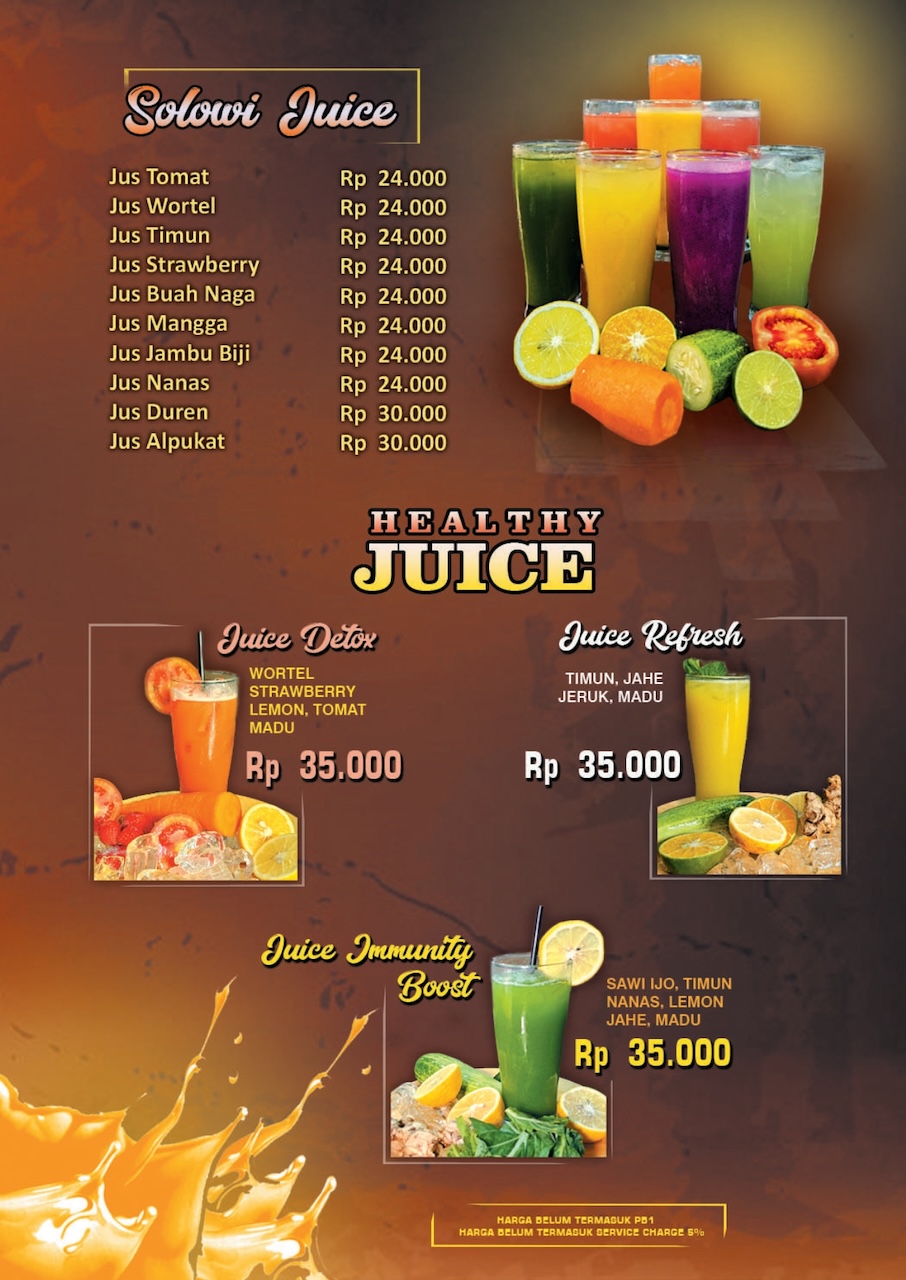 Solowi Juice
Jus Tomat Rp 24.000
Jus Wortel Rp 24.000
Jus Timun Rp 24.000
Jus Strawberry Rp 24.000
Jus Buah Naga Rp 24.000
Jus Mangga Rp 24.000
Jus Jambu Biji Rp 24.000
Jus Nanas Rp 24.000
Jus Duren Rp 30.000
Jus Alpukat Rp 30.000
HEALTHY
JUICE
Juice Detox
WORTEL
STRAWBERRY
LEMON, TOMAT
MADU
Rp 35.000
Juice Refresh
TIMUN, JAHE
JERUK, MADU
Rp 35.000
Juice Immunity
Boost
SAWI IJO, TIMUN
NANAS, LEMON
JAHE, MADU
Rp 35.000
HARGA BELUM TERMASUK PB1
HARGA BELUM TERMASUK SERVICE CHARGE 5%